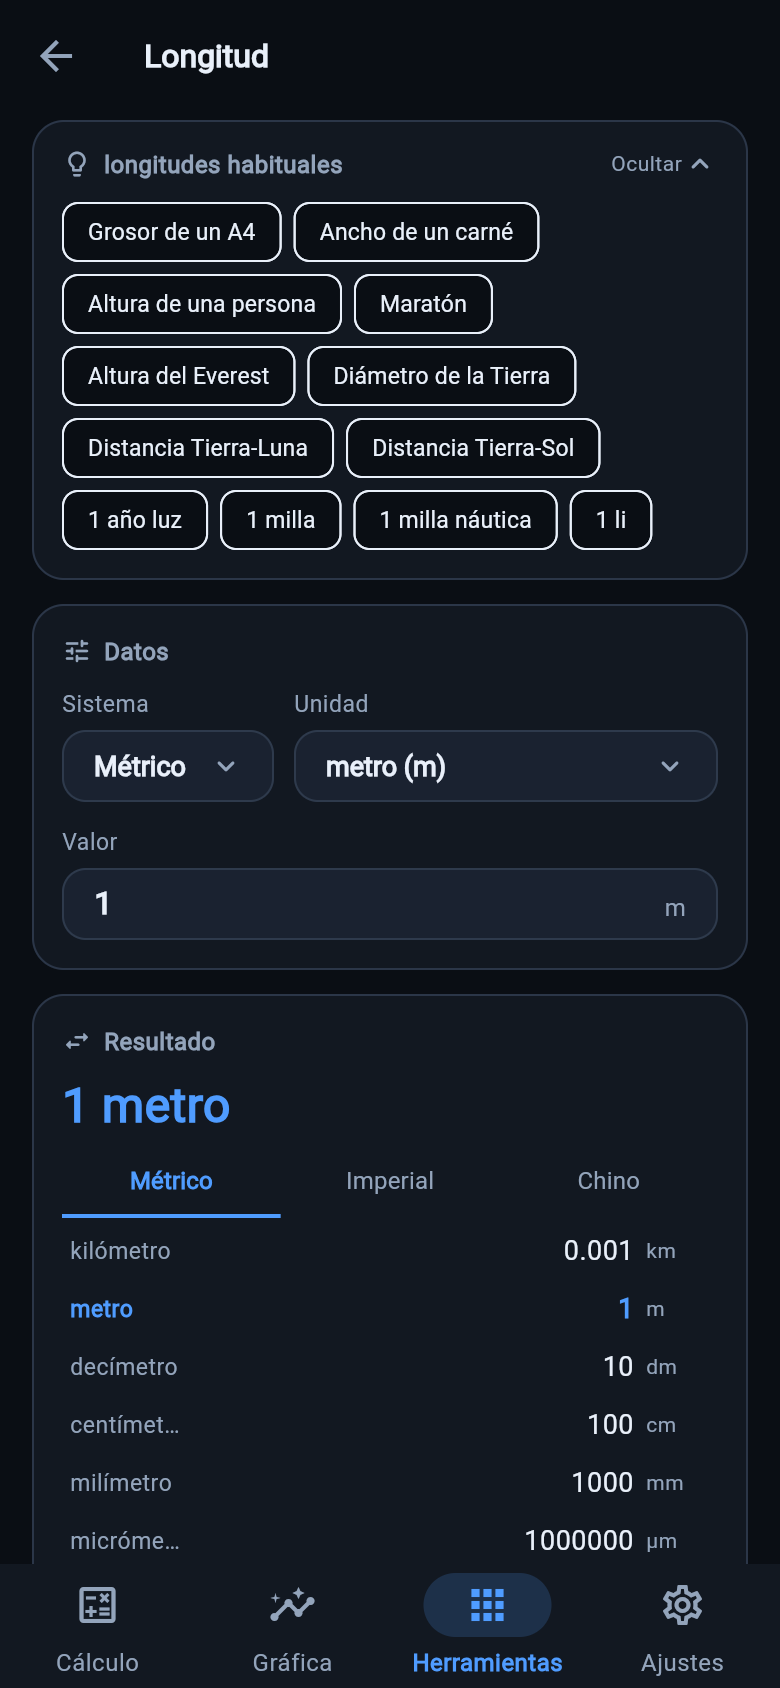 Longitud
longitudes habituales Ocultar
Grosor de un A4 Ancho de un carné
Altura de una persona Maratón
Altura del Everest Diámetro de la Tierra
Distancia Tierra-Luna Distancia Tierra-Sol
1 año luz 1 milla 1 milla náutica 1 li
Datos
Sistema Unidad
Métrico metro (m)
Valor
1 m
Resultado
1 metro
Métrico Imperial Chino
kilómetro 0.001 km
metro 1 m
decímetro 10 dm
centímet... 100 cm
milímetro 1000 mm
micróme... 1000000 µm
Cálculo Gráfica Herramientas Ajustes